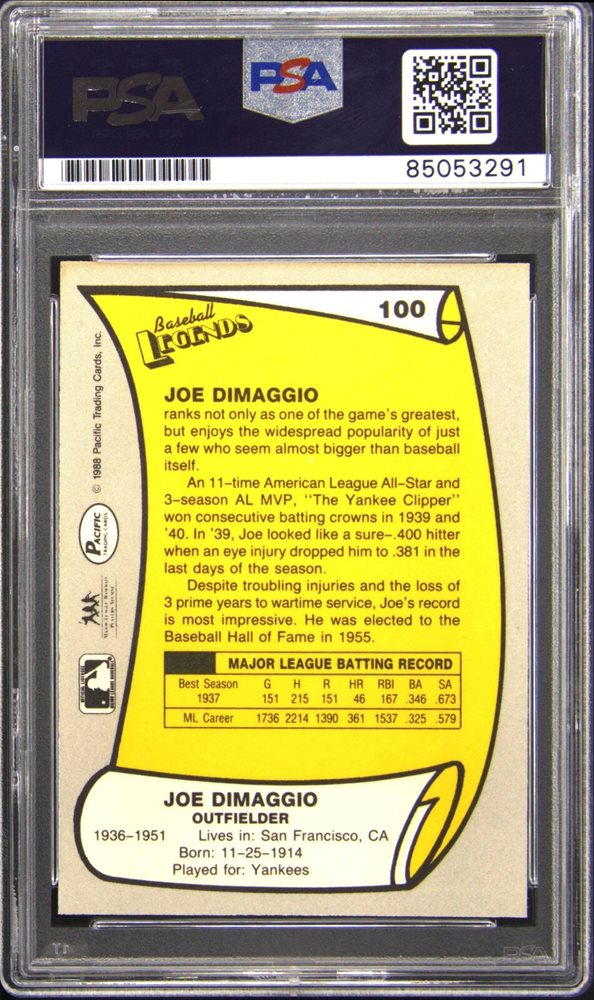 PSA
PSA
85053291
Baseball
LEGENDS
100
JOE DIMAGGIO
ranks not only as one of the game's greatest,
but enjoys the widespread popularity of just
a few who seem almost bigger than baseball
itself.
An 11-time American League All-Star and
3-season AL MVP, "The Yankee Clipper"
won consecutive batting crowns in 1939 and
'40. In '39, Joe looked like a sure-.400 hitter
when an eye injury dropped him to .381 in the
last days of the season.
Despite troubling injuries and the loss of
3 prime years to wartime service, Joe's record
is most impressive. He was elected to the
Baseball Hall of Fame in 1955.
MAJOR LEAGUE BATTING RECORD
Best Season G H R HR RBI BA SA
1937 151 215 151 46 167 .346 .673
ML Career 1736 2214 1390 361 1537 .325 .579
JOE DIMAGGIO
OUTFIELDER
1936-1951 Lives in: San Francisco, CA
Born: 11-25-1914
Played for: Yankees
© 1988 Pacific Trading Cards, Inc.
PACIFIC
TRADING CARDS
PSA